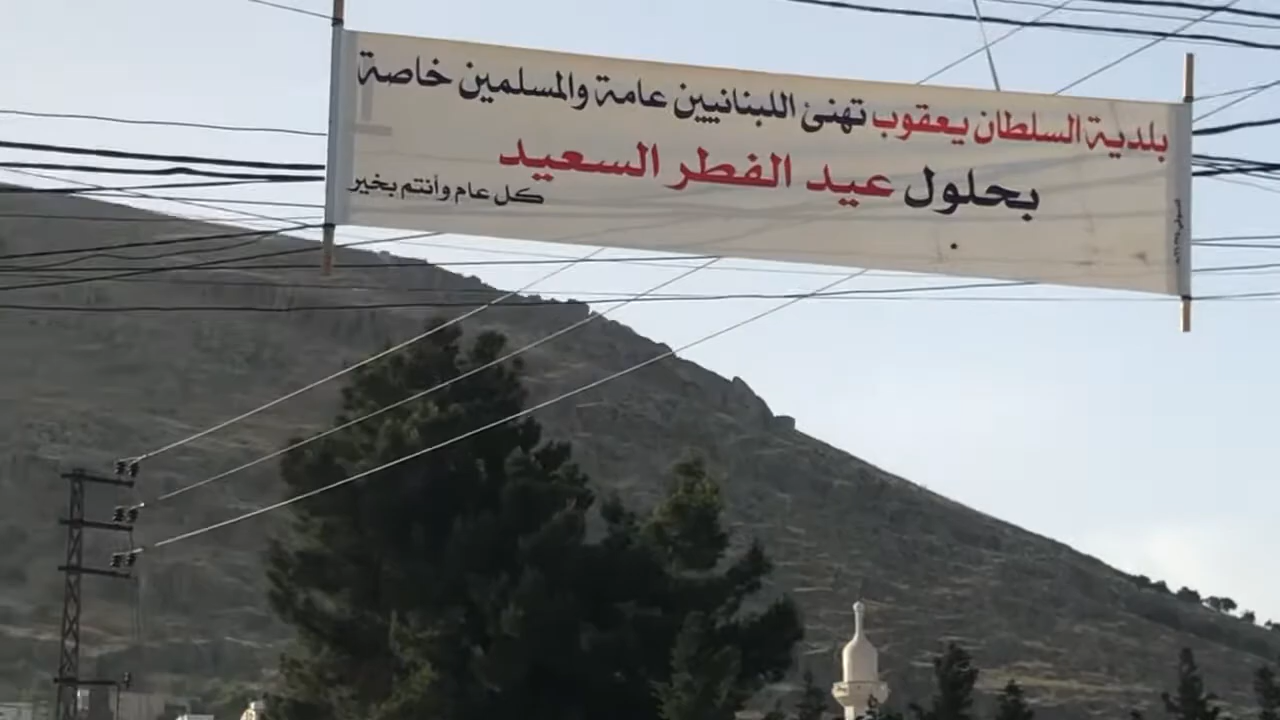 بلدية السلطان يعقوب تهنئ اللبنانيين عامة والمسلمين خاصة
بحلول عيد الفطر السعيد
كل عام وأنتم بخير